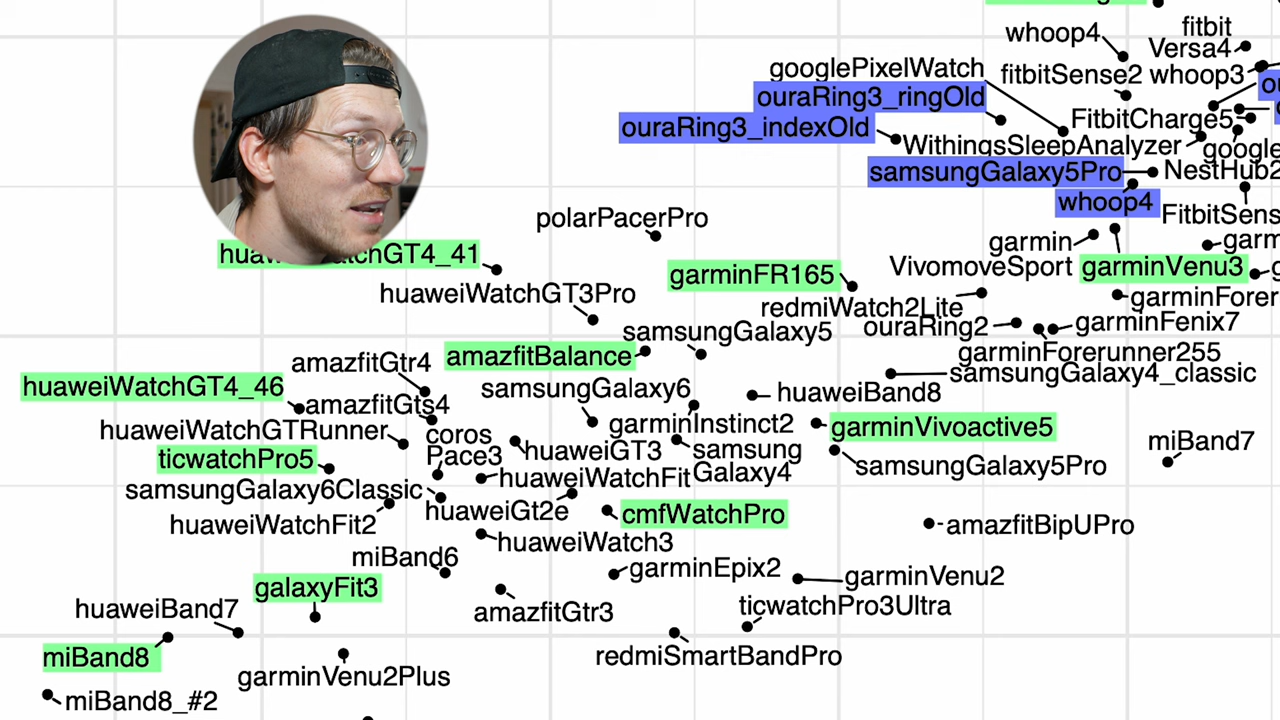 whoop4
fitbit
Versa4
googlePixelWatch
fitbitSense2
whoop3
ouraRing3_ringOld
ouraRing3_indexOld
FitbitCharge5
WithingsSleepAnalyzer
google
samsungGalaxy5Pro
NestHub2
whoop4
FitbitSens
polarPacerPro
garmin
VivomoveSport
garminVenu3
garminFR165
huaweiWatchGT3Pro
redmiWatch2Lite
garminForer
samsungGalaxy5
ouraRing2
garminFenix7
amazfitBalance
garminForerunner255
amazfitGtr4
samsungGalaxy4_classic
huaweiWatchGT4_46
samsungGalaxy6
huaweiBand8
amazfitGts4
garminInstinct2
garminVivoactive5
huaweiWatchGTRunner
coros
Pace3
huaweiGT3
samsung
Galaxy4
miBand7
ticwatchPro5
samsungGalaxy5Pro
huaweiWatchFit
samsungGalaxy6Classic
huaweiGt2e
cmfWatchPro
huaweiWatchFit2
amazfitBipUPro
huaweiWatch3
miBand6
garminEpix2
garminVenu2
galaxyFit3
huaweiBand7
amazfitGtr3
ticwatchPro3Ultra
miBand8
redmiSmartBandPro
garminVenu2Plus
miBand8_#2